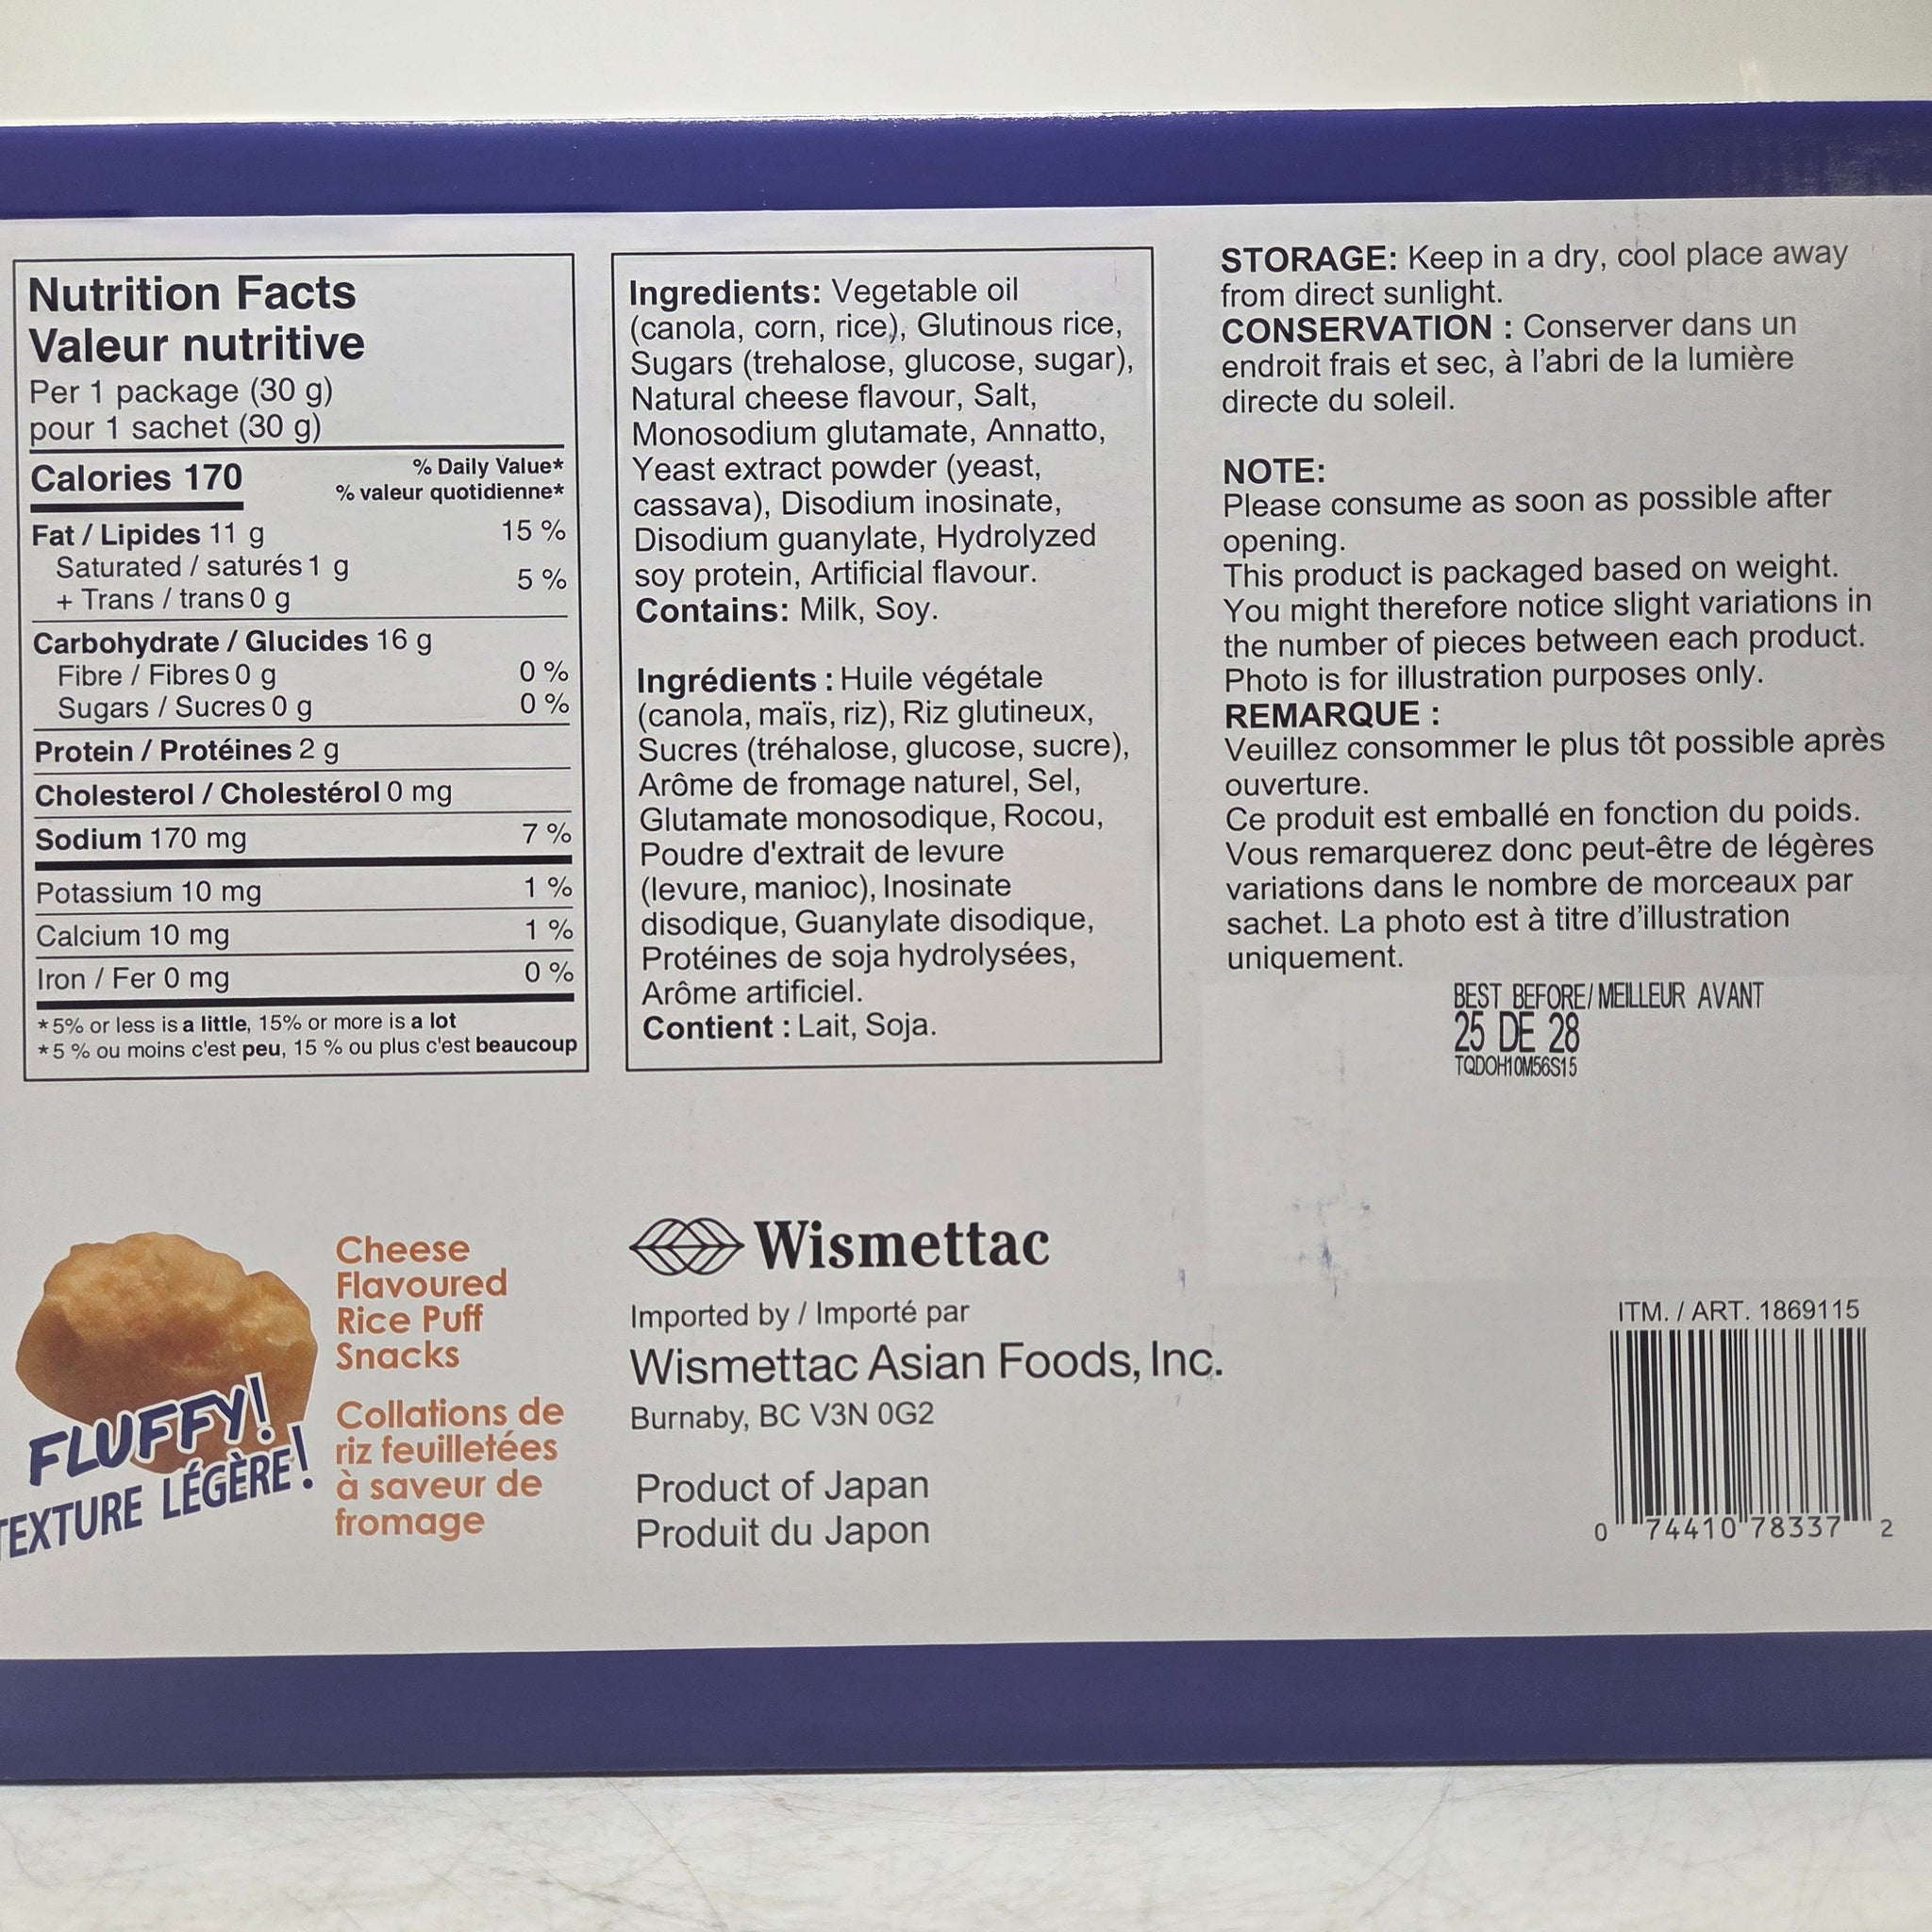 Nutrition Facts
Valeur nutritive
Per 1 package (30 g)
pour 1 sachet (30 g)
Calories 170
% Daily Value*
% valeur quotidienne*
Fat / Lipides 11 g 15 %
Saturated / saturés 1 g
+ Trans / trans 0 g
5 %
Carbohydrate / Glucides 16 g
Fibre / Fibres 0 g 0 %
Sugars / Sucres 0 g 0 %
Protein / Protéines 2 g
Cholesterol / Cholestérol 0 mg
Sodium 170 mg 7 %
Potassium 10 mg 1 %
Calcium 10 mg 1 %
Iron / Fer 0 mg 0 %
*5% or less is a little, 15% or more is a lot
*5 % ou moins c'est peu, 15 % ou plus c'est beaucoup
Ingredients: Vegetable oil
(canola, corn, rice), Glutinous rice,
Sugars (trehalose, glucose, sugar),
Natural cheese flavour, Salt,
Monosodium glutamate, Annatto,
Yeast extract powder (yeast,
cassava), Disodium inosinate,
Disodium guanylate, Hydrolyzed
soy protein, Artificial flavour.
Contains: Milk, Soy.
Ingrédients : Huile végétale
(canola, maïs, riz), Riz glutineux,
Sucres (tréhalose, glucose, sucre),
Arôme de fromage naturel, Sel,
Glutamate monosodique, Rocou,
Poudre d'extrait de levure
(levure, manioc), Inosinate
disodique, Guanylate disodique,
Protéines de soja hydrolysées,
Arôme artificiel.
Contient : Lait, Soja.
STORAGE: Keep in a dry, cool place away
from direct sunlight.
CONSERVATION : Conserver dans un
endroit frais et sec, à l'abri de la lumière
directe du soleil.
NOTE:
Please consume as soon as possible after
opening.
This product is packaged based on weight.
You might therefore notice slight variations in
the number of pieces between each product.
Photo is for illustration purposes only.
REMARQUE :
Veuillez consommer le plus tôt possible après
ouverture.
Ce produit est emballé en fonction du poids.
Vous remarquerez donc peut-être de légères
variations dans le nombre de morceaux par
sachet. La photo est à titre d'illustration
uniquement.
BEST BEFORE/MEILLEUR AVANT
25 DE 28
TQDOH10M56S15
FLUFFY!
TEXTURE LÉGÈRE!
Cheese
Flavoured
Rice Puff
Snacks
Collations de
riz feuilletées
à saveur de
fromage
Wismettac
Imported by / Importé par
Wismettac Asian Foods, Inc.
Burnaby, BC V3N 0G2
Product of Japan
Produit du Japon
ITM. / ART. 1869115
0 74410 78337 2